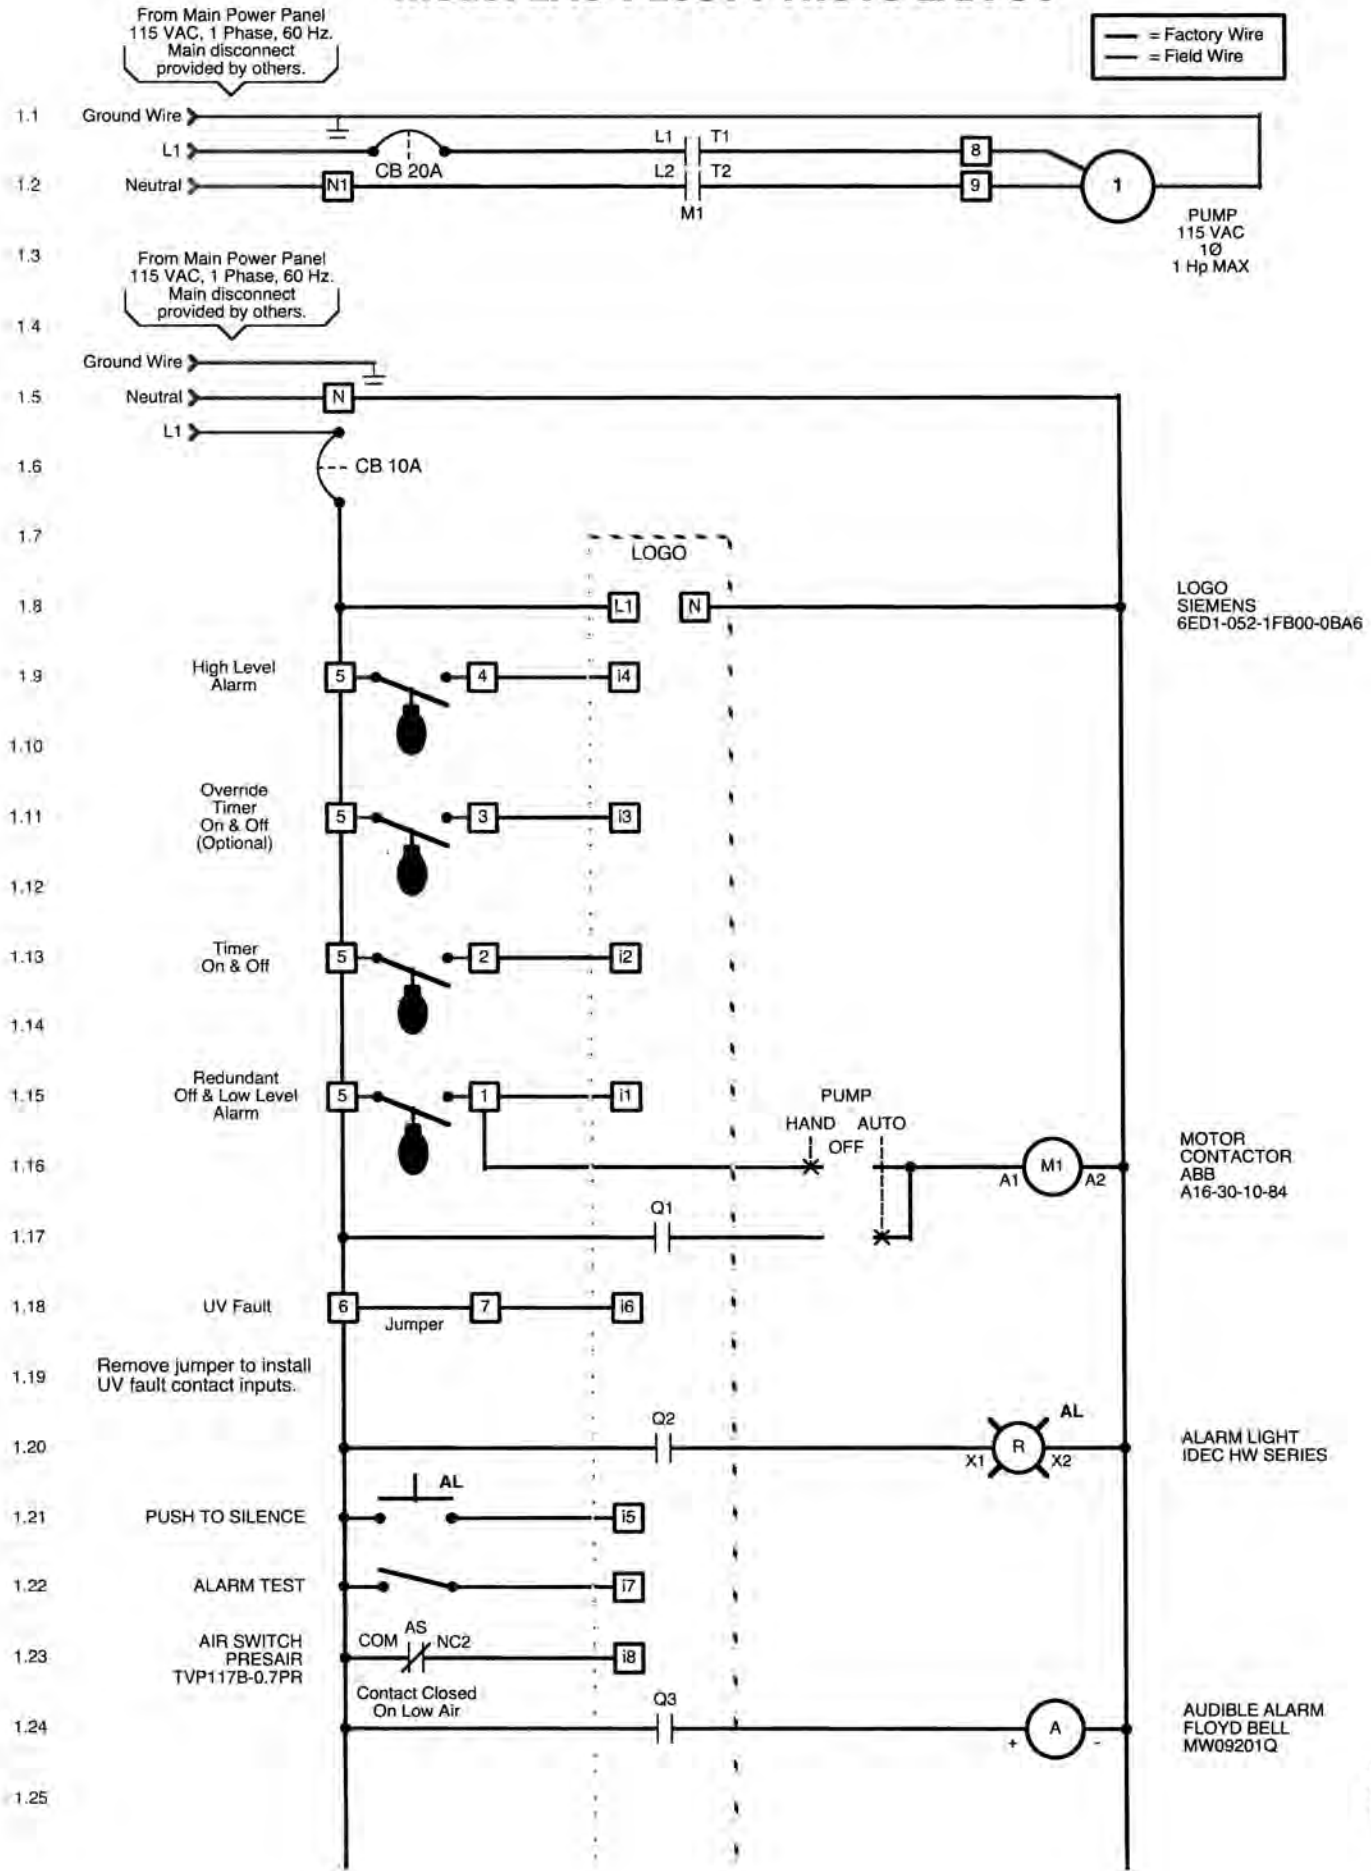 From Main Power Panel
115 VAC, 1 Phase, 60 Hz.
Main disconnect
provided by others.
= Factory Wire
= Field Wire
1.1
Ground Wire
L1
CB 20A
L1
T1
8
1.2
Neutral
N1
L2
T2
M1
9
1
PUMP
115 VAC
1Ø
1 Hp MAX
1.3
From Main Power Panel
115 VAC, 1 Phase, 60 Hz.
Main disconnect
provided by others.
1.4
Ground Wire
1.5
Neutral
N
L1
1.6
CB 10A
1.7
LOGO
1.8
L1
N
LOGO
SIEMENS
6ED1-052-1FB00-0BA6
1.9
High Level
Alarm
5
4
i4
1.10
1.11
Override
Timer
On & Off
(Optional)
5
3
i3
1.12
1.13
Timer
On & Off
5
2
i2
1.14
1.15
Redundant
Off & Low Level
Alarm
5
1
i1
PUMP
HAND
OFF
AUTO
1.16
A1
M1
A2
MOTOR
CONTACTOR
ABB
A16-30-10-84
1.17
Q1
1.18
UV Fault
6
Jumper
7
i6
1.19
Remove jumper to install
UV fault contact inputs.
1.20
Q2
X1
R
X2
AL
ALARM LIGHT
IDEC HW SERIES
1.21
PUSH TO SILENCE
AL
i5
1.22
ALARM TEST
i7
1.23
AIR SWITCH
PRESAIR
TVP117B-0.7PR
COM
AS
NC2
i8
Contact Closed
On Low Air
1.24
Q3
+
A
-
AUDIBLE ALARM
FLOYD BELL
MW09201Q
1.25